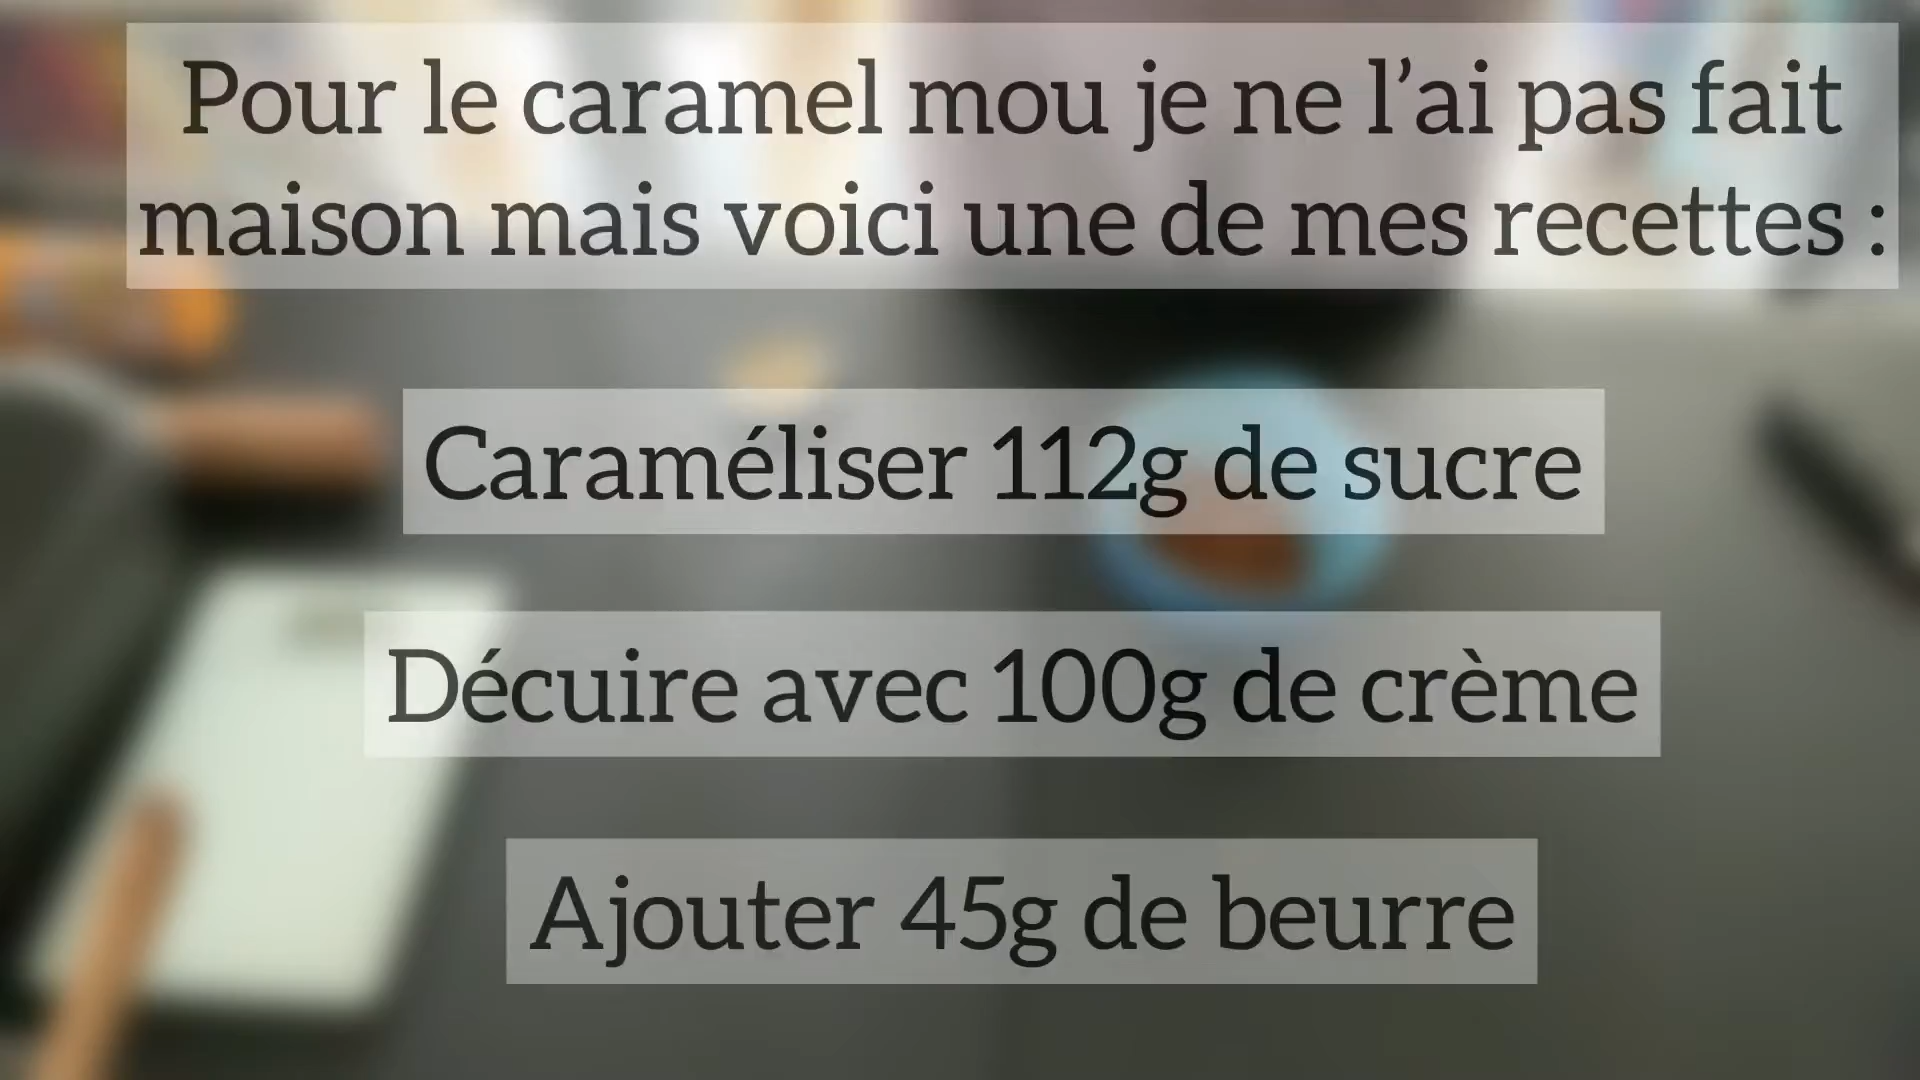 Pour le caramel mou je ne l’ai pas fait
maison mais voici une de mes recettes :
Caraméliser 112g de sucre
Décuire avec 100g de crème
Ajouter 45g de beurre